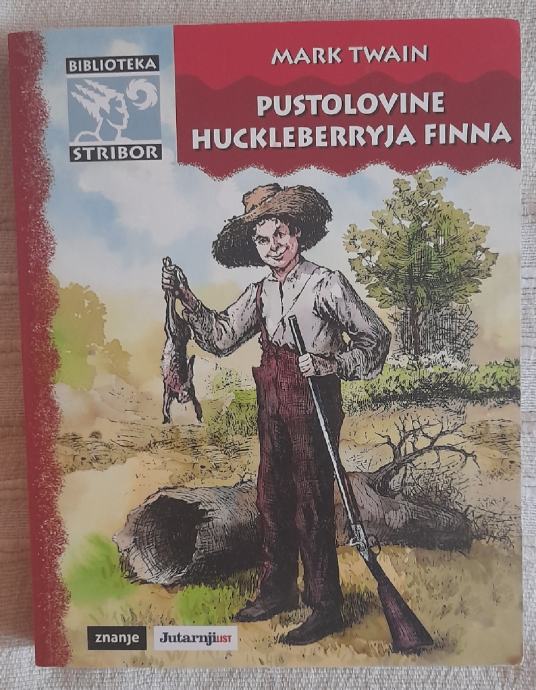 BIBLIOTEKA
STRIBOR
MARK TWAIN
PUSTOLOVINE
HUCKLEBERRYJA FINNA
znanje
Jutarnji LIST